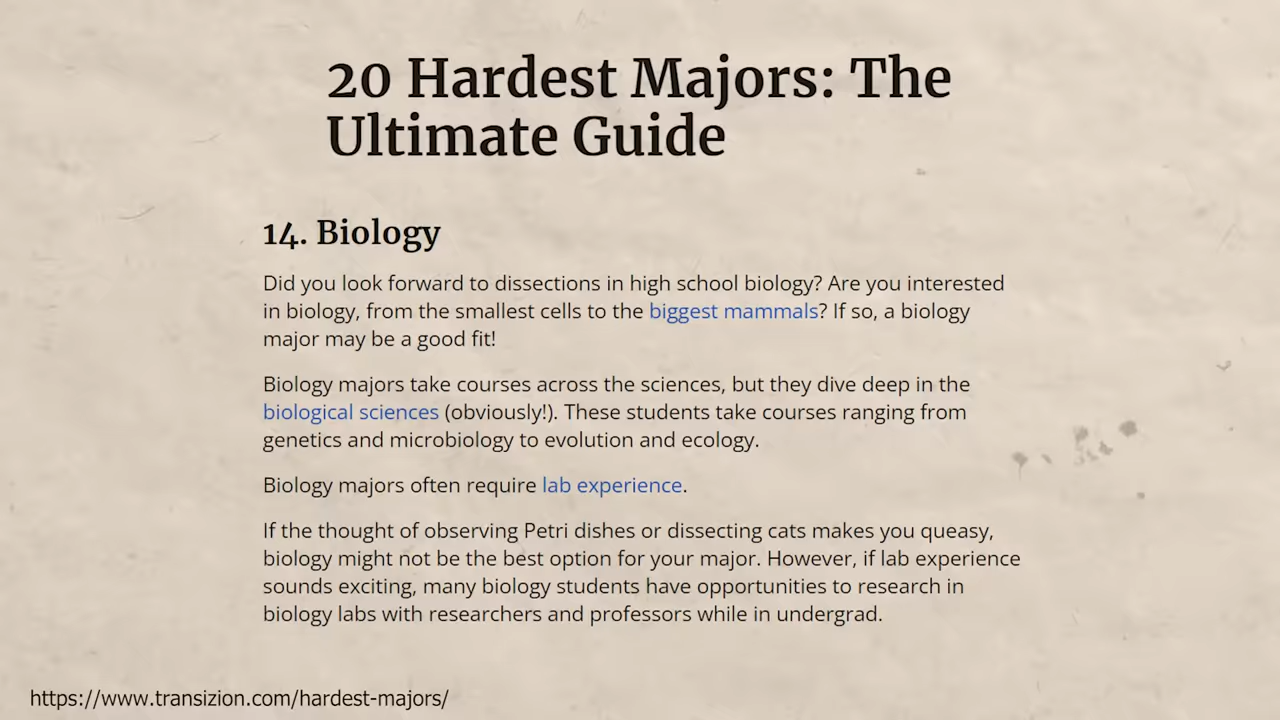 20 Hardest Majors: The
Ultimate Guide
14. Biology
Did you look forward to dissections in high school biology? Are you interested
in biology, from the smallest cells to the biggest mammals? If so, a biology
major may be a good fit!
Biology majors take courses across the sciences, but they dive deep in the
biological sciences (obviously!). These students take courses ranging from
genetics and microbiology to evolution and ecology.
Biology majors often require lab experience.
If the thought of observing Petri dishes or dissecting cats makes you queasy,
biology might not be the best option for your major. However, if lab experience
sounds exciting, many biology students have opportunities to research in
biology labs with researchers and professors while in undergrad.
https://www.transizion.com/hardest-majors/